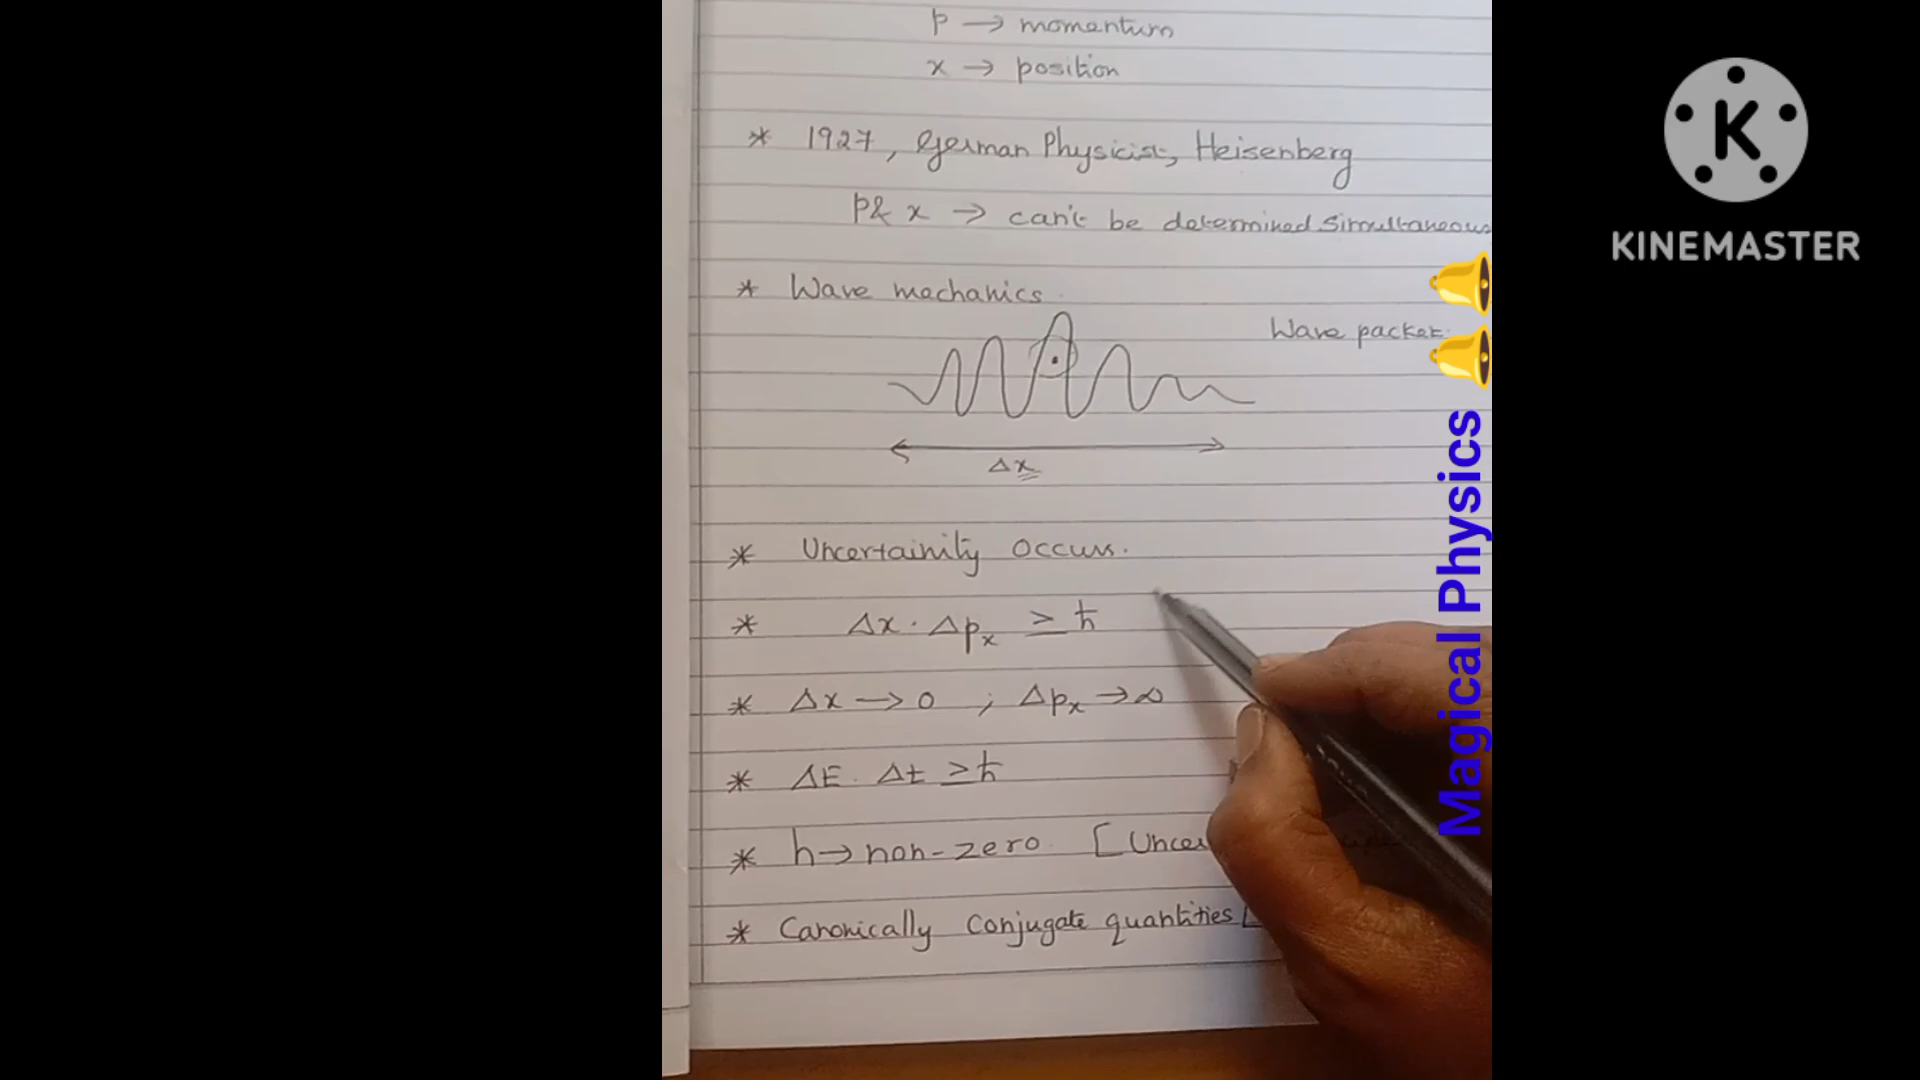 p → momentum
x → position
* 1927, German Physicist, Heisenberg
p & x → can't be determined Simultaneous
* Wave mechanics.
Wave packet.
Δx
* Uncertainity occurs.
* Δx · Δpₓ ≥ ħ
* Δx → 0 ; Δpₓ → ∞
* ΔE · Δt ≥ ħ
* h → non-zero. [
* Canonically Conjugate quantities [
KINEMASTER
Magical Physics